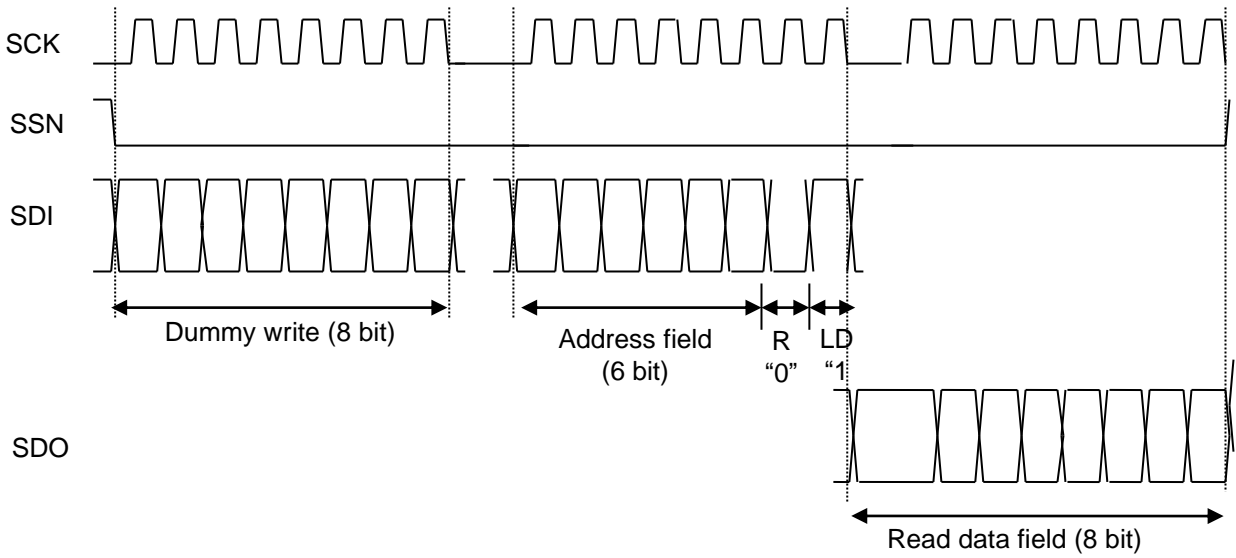 SCK
SSN
SDI
Dummy write (8 bit)
Address field
(6 bit)
R
“0”
LD
“1
SDO
Read data field (8 bit)